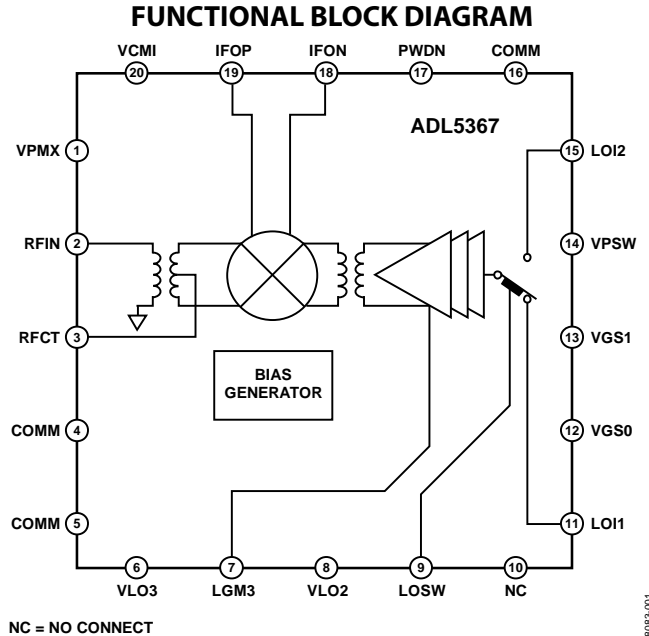 FUNCTIONAL BLOCK DIAGRAM
VCMI IFOP IFON PWDN COMM
20 19 18 17 16
ADL5367
VPMX 1
15 LOI2
RFIN 2
14 VPSW
RFCT 3
13 VGS1
BIAS
GENERATOR
COMM 4
12 VGS0
COMM 5
11 LOI1
6 7 8 9 10
VLO3 LGM3 VLO2 LOSW NC
NC = NO CONNECT
8083-001